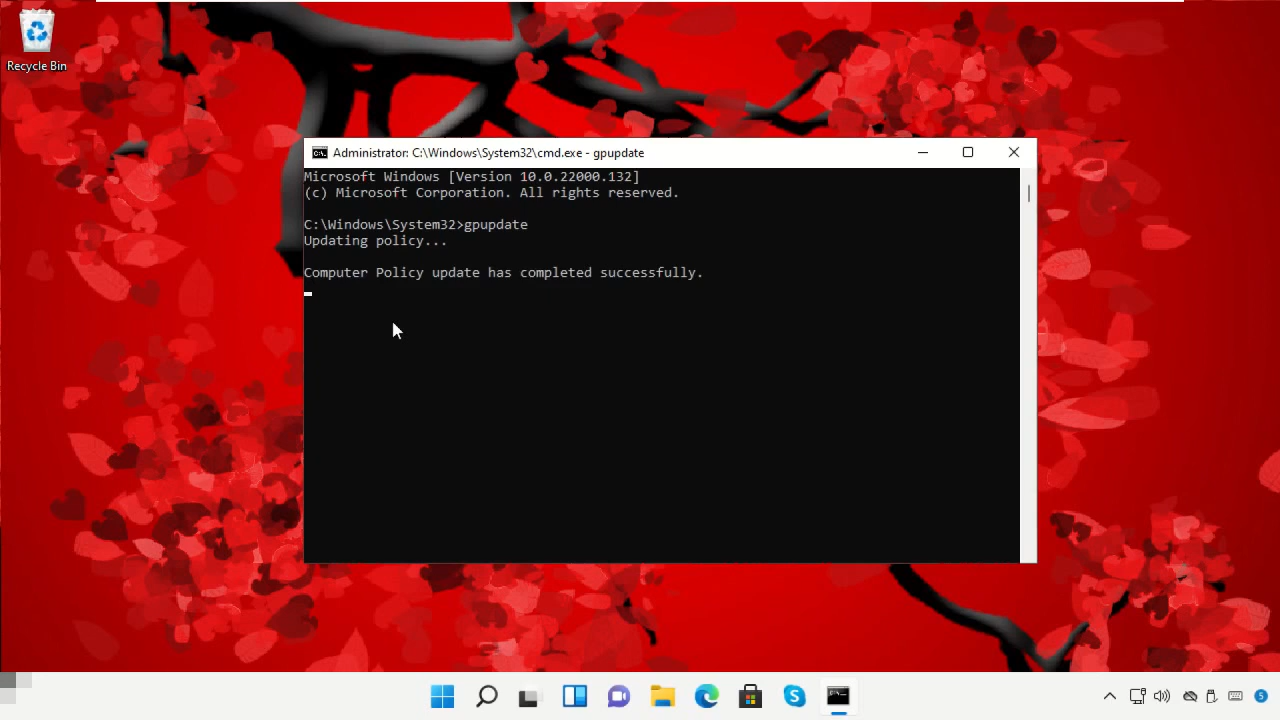 Recycle Bin
Administrator: C:\Windows\System32\cmd.exe - gpupdate
Microsoft Windows [Version 10.0.22000.132]
(c) Microsoft Corporation. All rights reserved.
C:\Windows\System32>gpupdate
Updating policy...
Computer Policy update has completed successfully.
5